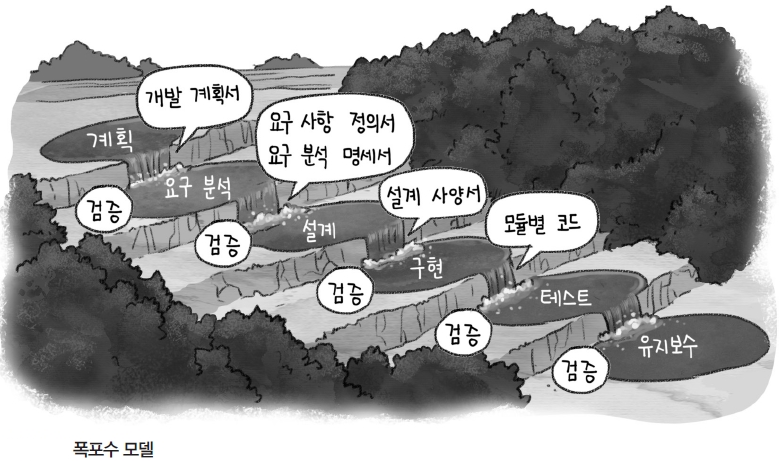 개발 계획서
계획
요구 사항 정의서
요구 분석 명세서
요구 분석
검증
설계 사양서
설계
검증
모듈별 코드
구현
검증
테스트
검증
유지보수
검증
폭포수 모델